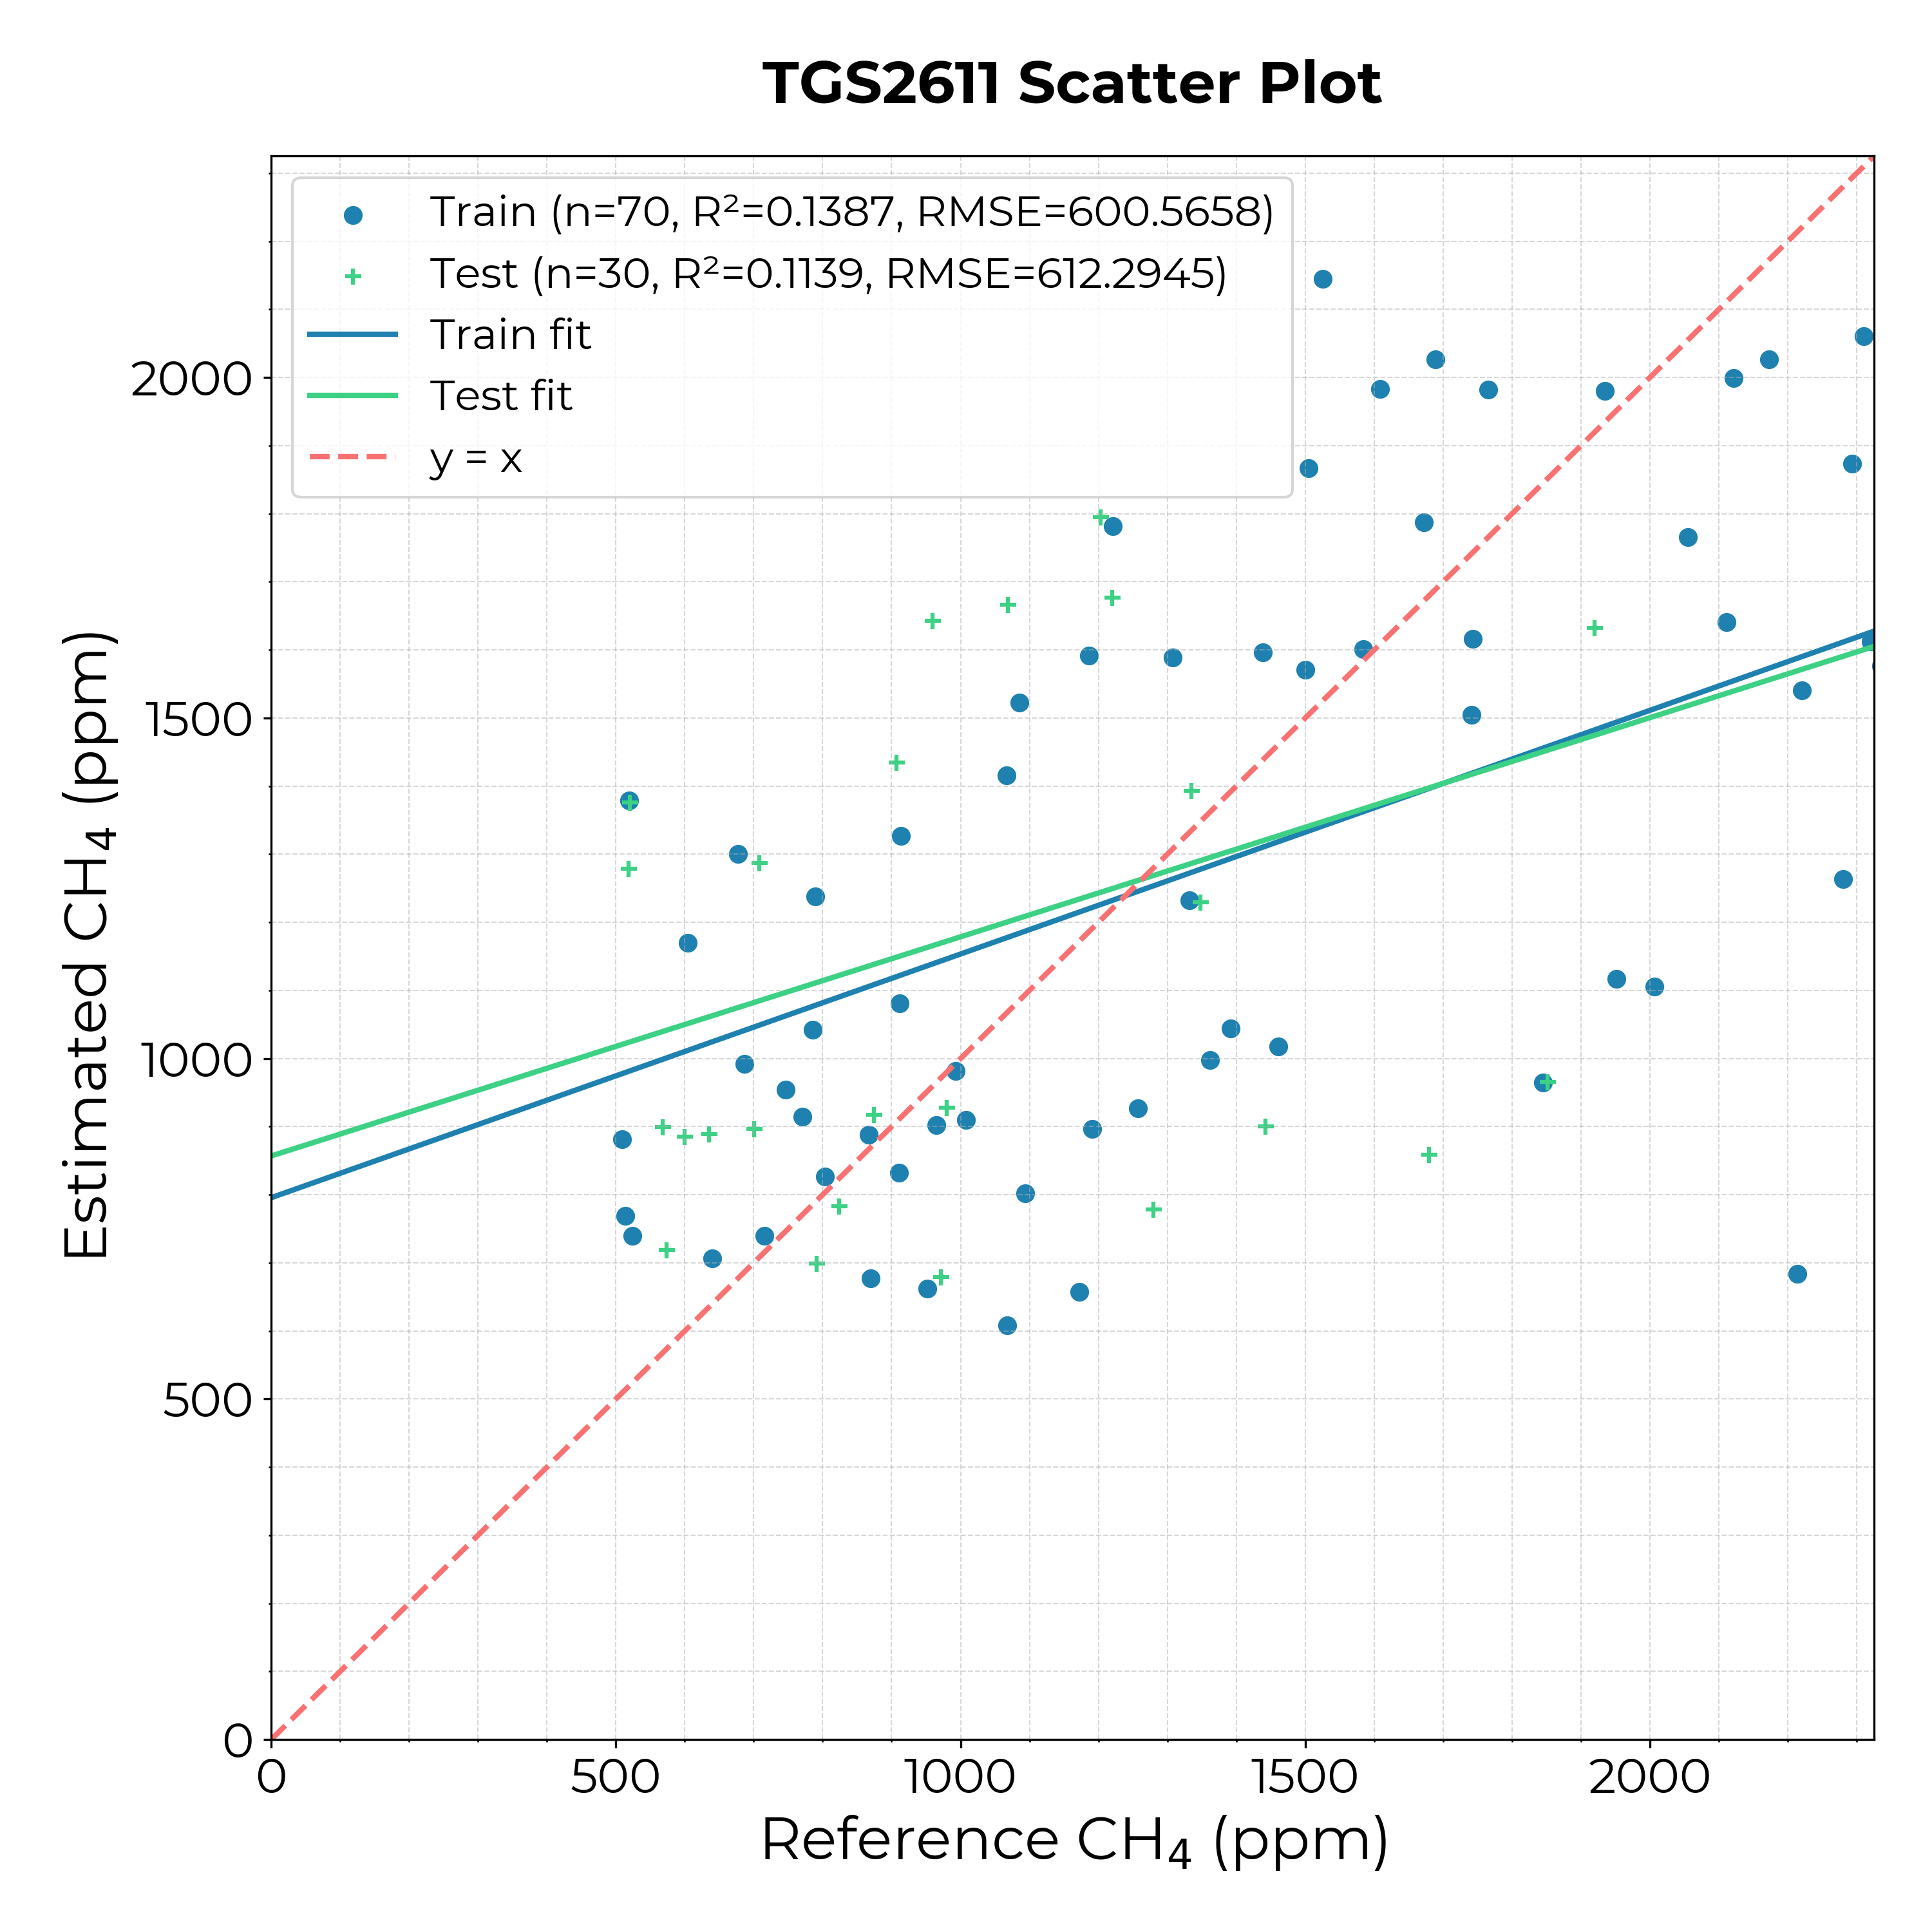 TGS2611 Scatter Plot
Train (n=70, R²=0.1387, RMSE=600.5658)
Test (n=30, R²=0.1139, RMSE=612.2945)
Train fit
Test fit
y = x
Estimated CH₄ (ppm)
2000
1500
1000
500
0
0 500 1000 1500 2000
Reference CH₄ (ppm)